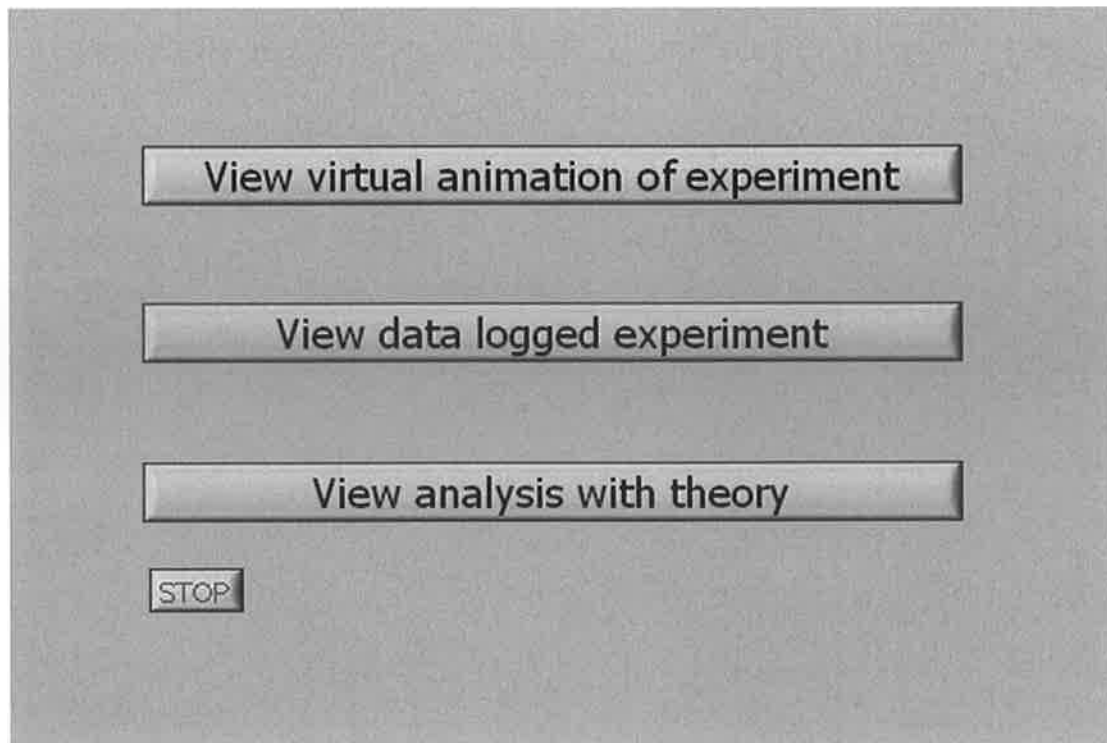 View virtual animation of experiment
View data logged experiment
View analysis with theory
STOP